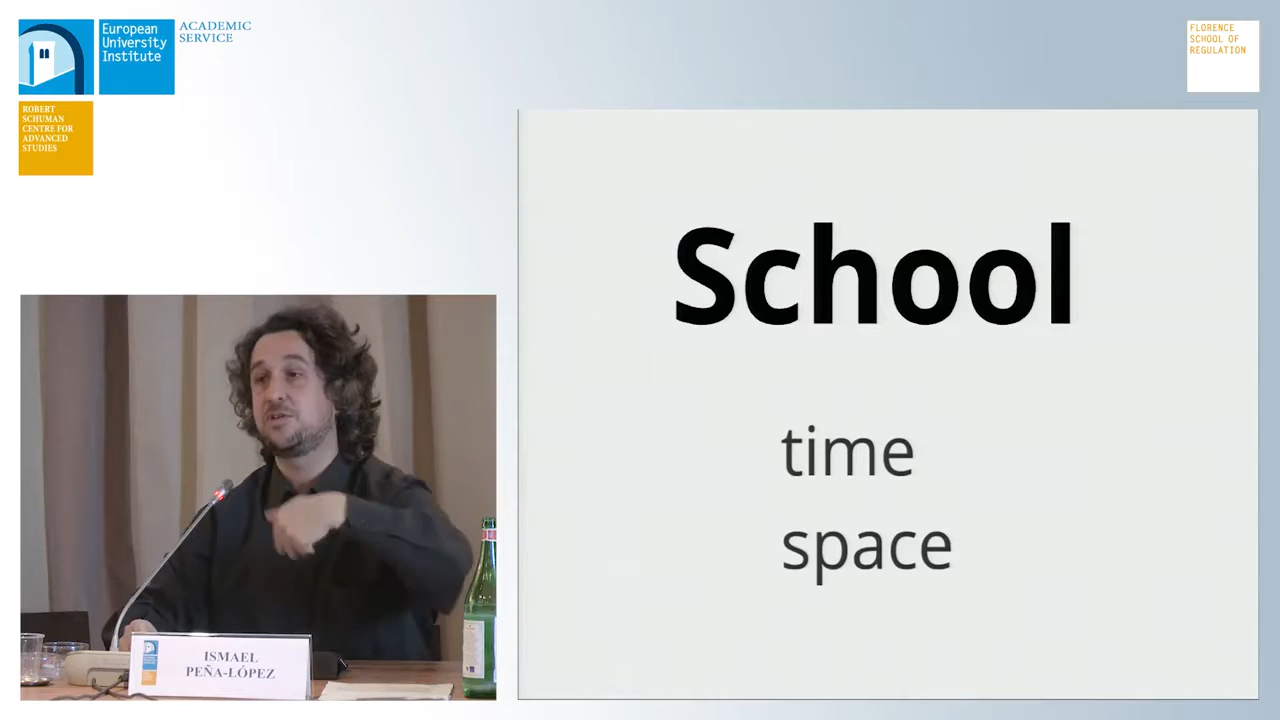 European
University
Institute
ACADEMIC
SERVICE
ROBERT
SCHUMAN
CENTRE FOR
ADVANCED
STUDIES
FLORENCE
SCHOOL OF
REGULATION
School
time
space
ISMAEL
PEÑA-LÓPEZ